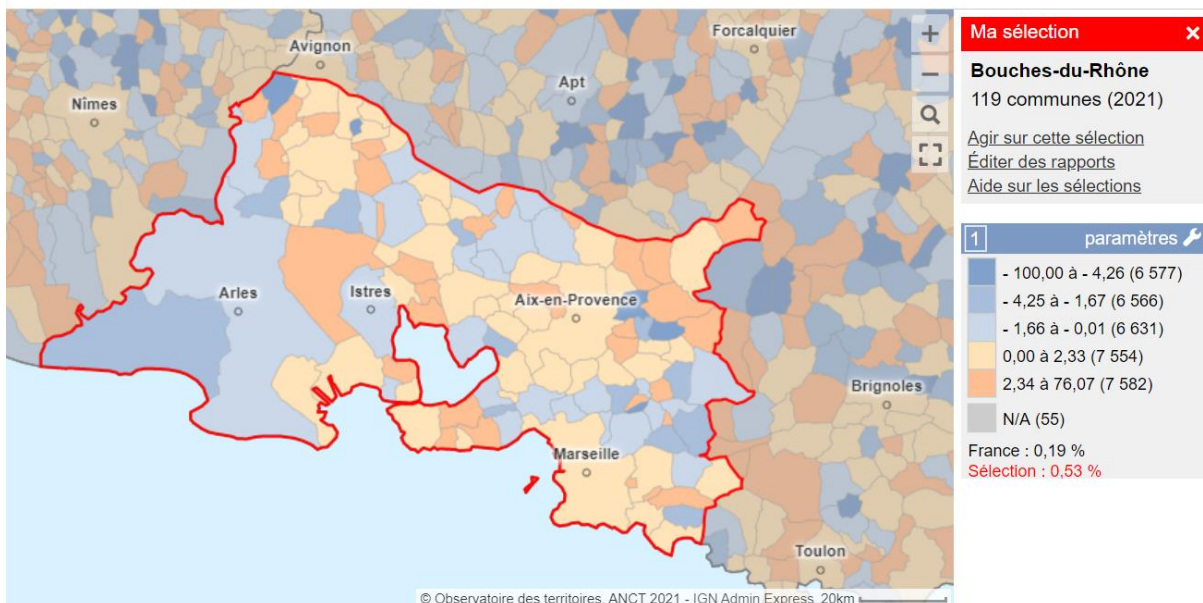 Forcalquier
Avignon
Apt
Nîmes
Arles
Istres
Aix-en-Provence
Brignoles
Marseille
Toulon
+
−
© Observatoire des territoires, ANCT 2021 - IGN Admin Express 20km
Ma sélection ×
Bouches-du-Rhône
119 communes (2021)
Agir sur cette sélection
Éditer des rapports
Aide sur les sélections
1 paramètres
- 100,00 à - 4,26 (6 577)
- 4,25 à - 1,67 (6 566)
- 1,66 à - 0,01 (6 631)
0,00 à 2,33 (7 554)
2,34 à 76,07 (7 582)
N/A (55)
France : 0,19 %
Sélection : 0,53 %